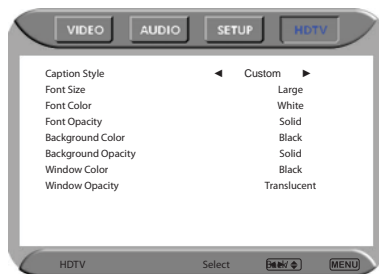 VIDEO AUDIO SETUP HDTV
Caption Style ◄ Custom ►
Font Size Large
Font Color White
Font Opacity Solid
Background Color Black
Background Opacity Solid
Window Color Black
Window Opacity Translucent
HDTV Select MENU